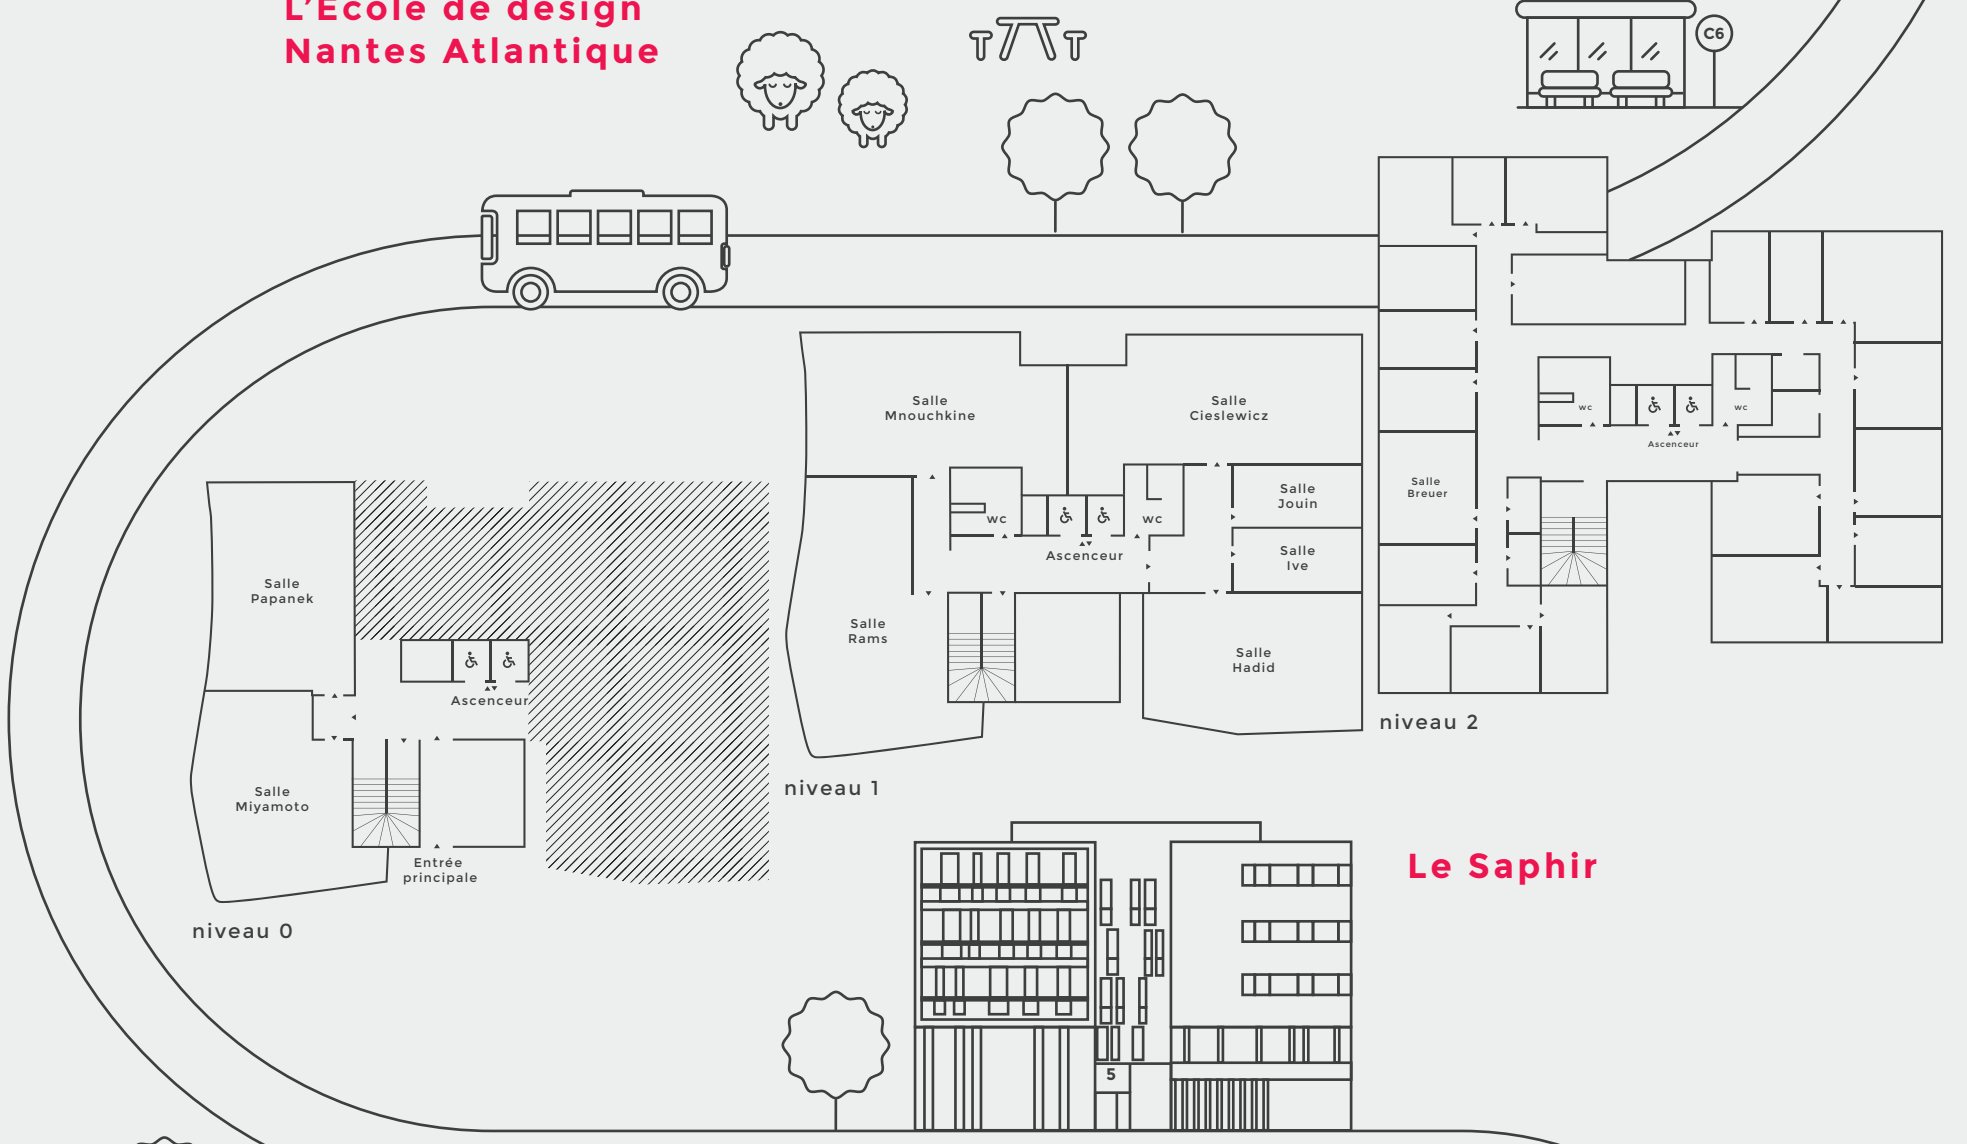 L'École de design
Nantes Atlantique
C6
Salle
Mnouchkine
Salle
Cieslewicz
wc
wc
Ascenceur
Salle
Breuer
Salle
Jouin
wc
wc
Ascenceur
Salle
Ive
Salle
Papanek
Salle
Rams
Salle
Hadid
Ascenceur
niveau 2
Salle
Miyamoto
niveau 1
Entrée
principale
Le Saphir
niveau 0
5